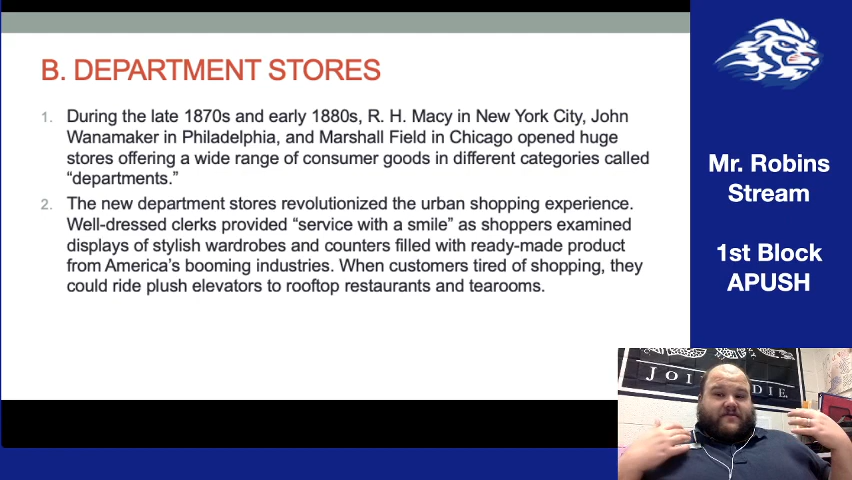 B. DEPARTMENT STORES
1. During the late 1870s and early 1880s, R. H. Macy in New York City, John
Wanamaker in Philadelphia, and Marshall Field in Chicago opened huge
stores offering a wide range of consumer goods in different categories called
“departments.”
2. The new department stores revolutionized the urban shopping experience.
Well-dressed clerks provided “service with a smile” as shoppers examined
displays of stylish wardrobes and counters filled with ready-made product
from America’s booming industries. When customers tired of shopping, they
could ride plush elevators to rooftop restaurants and tearooms.
Mr. Robins
Stream
1st Block
APUSH
JOI DIE